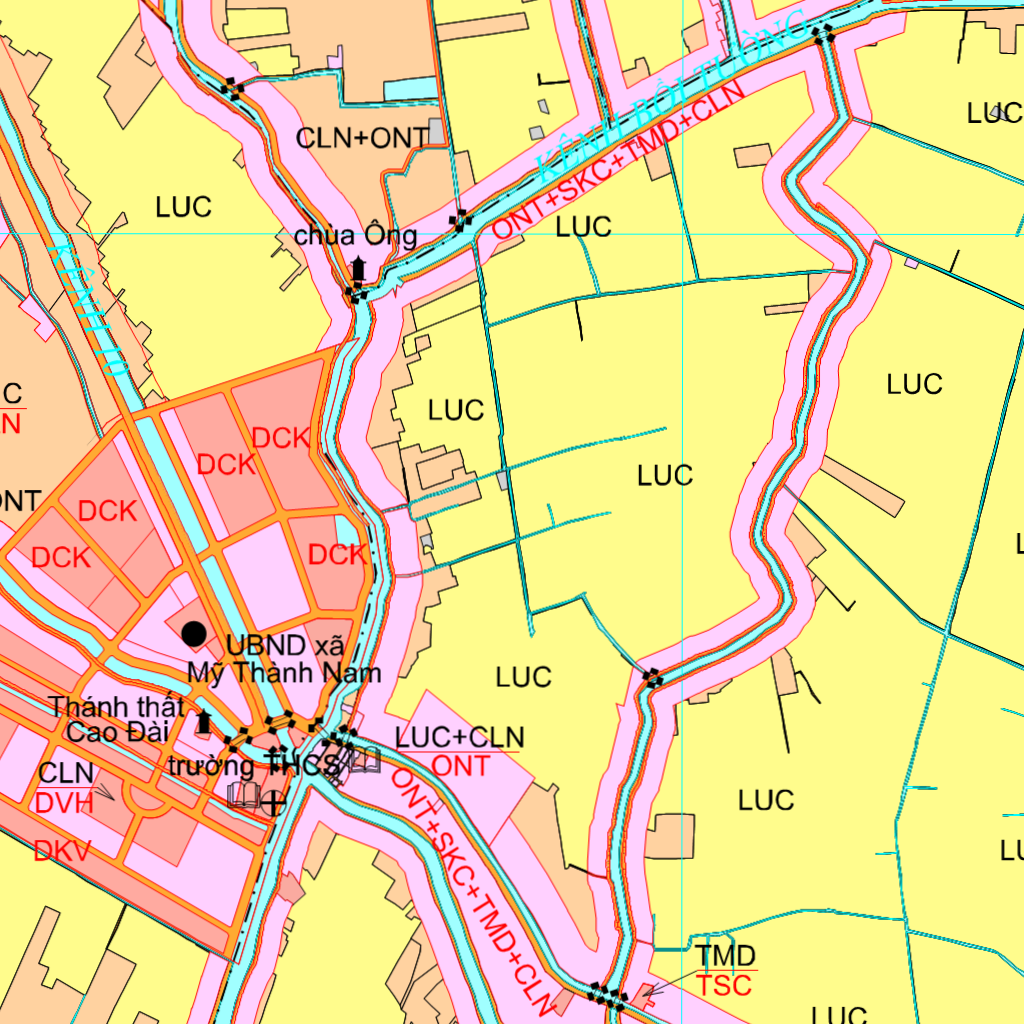 KÊNH BÔI TƯỜNG
LUC
CLN+ONT
ONT+SKC+TMD+CLN
LUC
chùa Ông
LUC
KÊNH 10
LUC
LUC
DCK
DCK
LUC
DCK
DCK
DCK
UBND xã
Mỹ Thành Nam
LUC
Thánh thất
Cao Đài
LUC+CLN
ONT
trường THCS
CLN
DVH
LUC
DKV
ONT+SKC+TMD+CLN
TMD
TSC
LUC